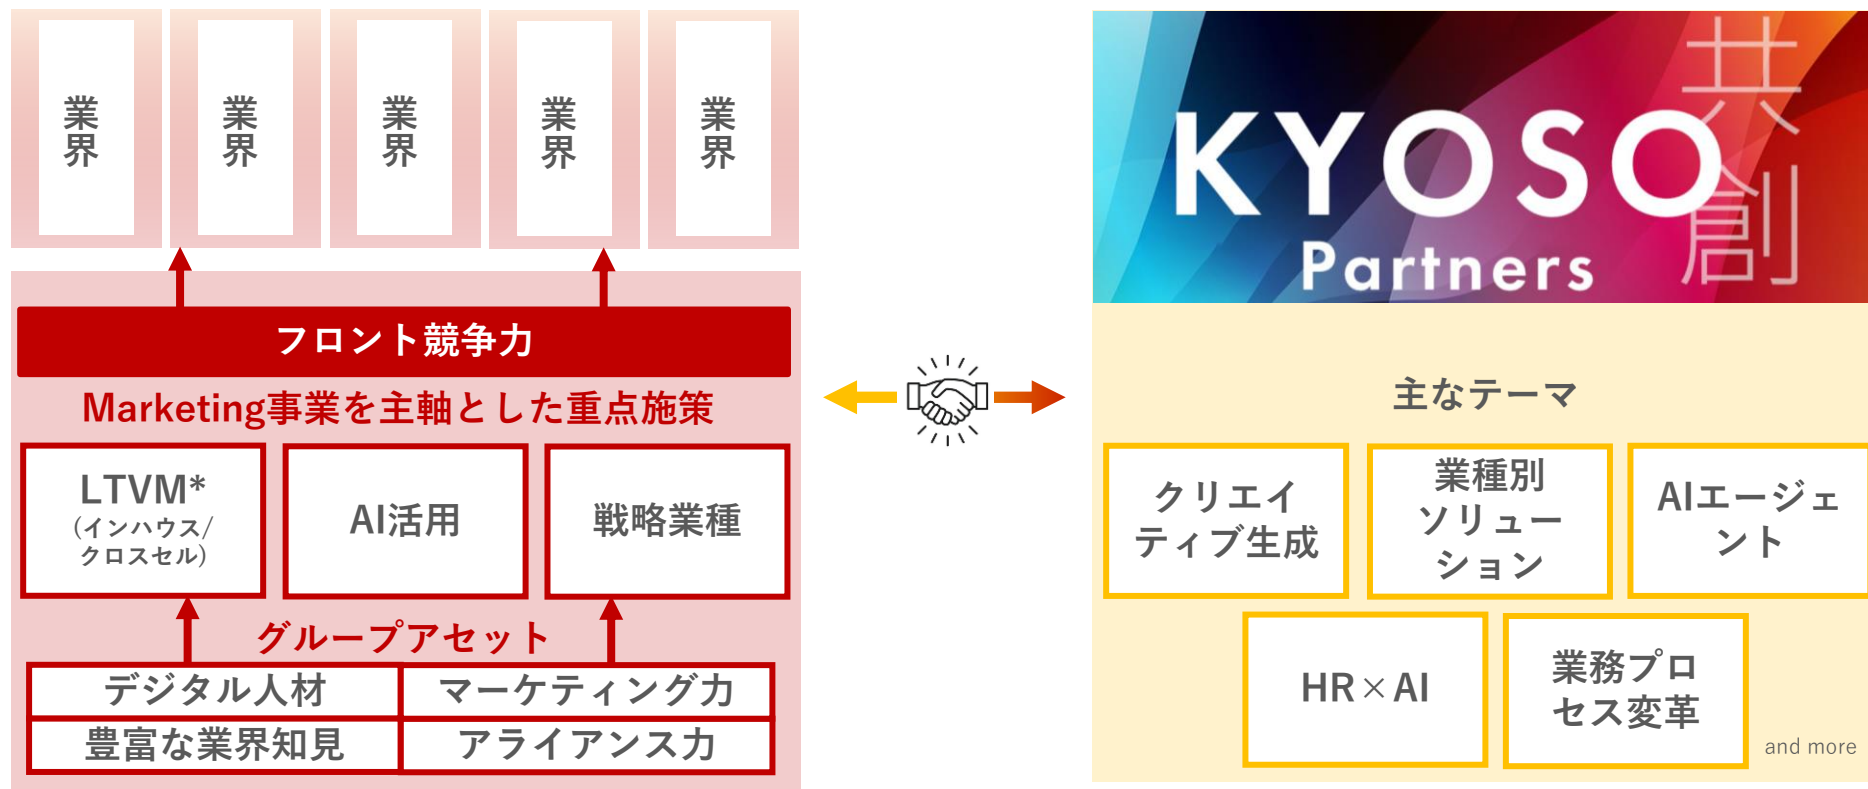 業界
業界
業界
業界
業界
フロント競争力
Marketing事業を主軸とした重点施策
LTVM*
(インハウス/
クロスセル)
AI活用
戦略業種
グループアセット
デジタル人材
マーケティング力
豊富な業界知見
アライアンス力
共創
KYOSO
Partners
主なテーマ
クリエイ
ティブ生成
業種別
ソリュー
ション
AIエージェ
ント
HR×AI
業務プロ
セス変革
and more